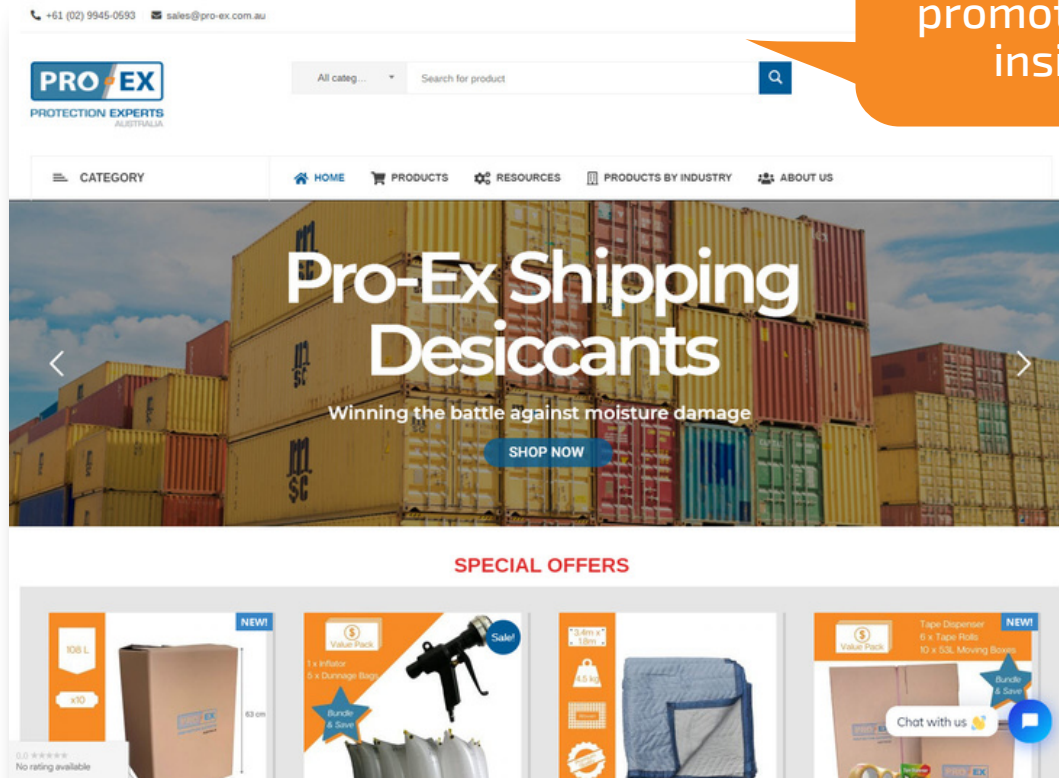 +61 (02) 9945-0593 sales@pro-ex.com.au
PRO EX
PROTECTION EXPERTS
AUSTRALIA
All categ... Search for product
CATEGORY HOME PRODUCTS RESOURCES PRODUCTS BY INDUSTRY ABOUT US
Pro-Ex Shipping
Desiccants
Winning the battle against moisture damage
SHOP NOW
SPECIAL OFFERS
108 L
x10
NEW!
63 cm
Value Pack
1 x Inflator
5 x Dunnage Bags
Bundle
& Save
Sale!
3.4m x
1.8m
4.5 kg
Value Pack
Tape Dispenser
6 x Tape Rolls
10 x 53L Moving Boxes
NEW!
Bundle
& Save
Chat with us
0.0
No rating available